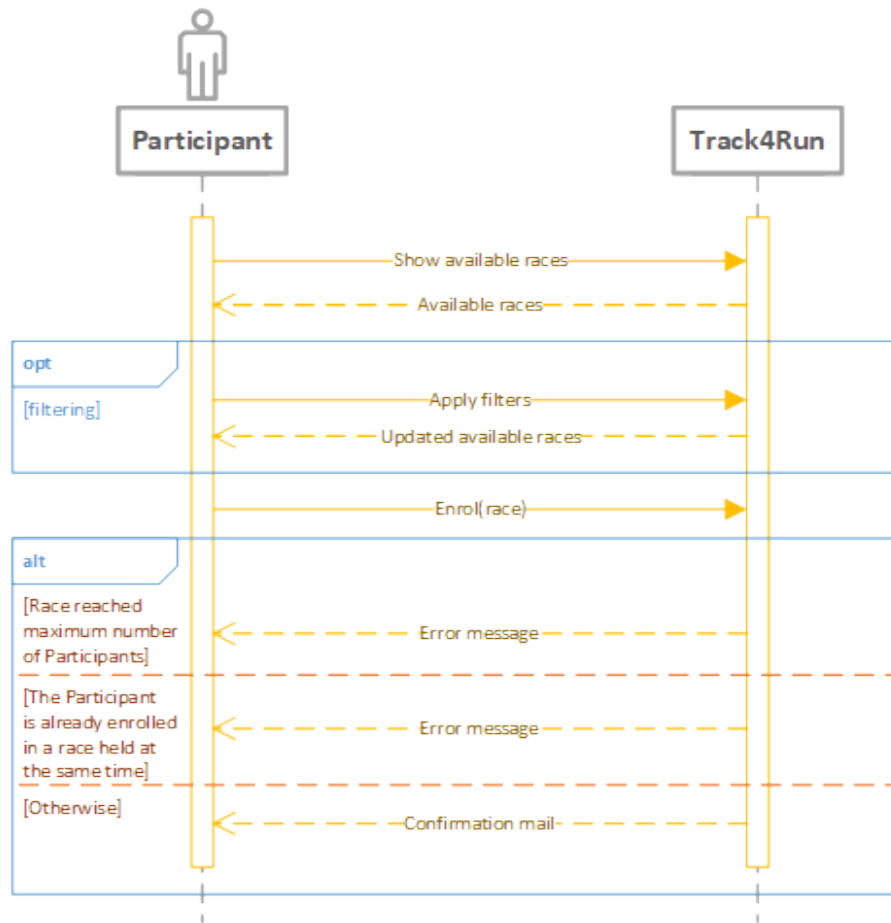 Participant
Track4Run
Show available races
Available races
opt
[filtering]
Apply filters
Updated available races
Enrol(race)
alt
[Race reached
maximum number
of Participants]
Error message
[The Participant
is already enrolled
in a race held at
the same time]
Error message
[Otherwise]
Confirmation mail